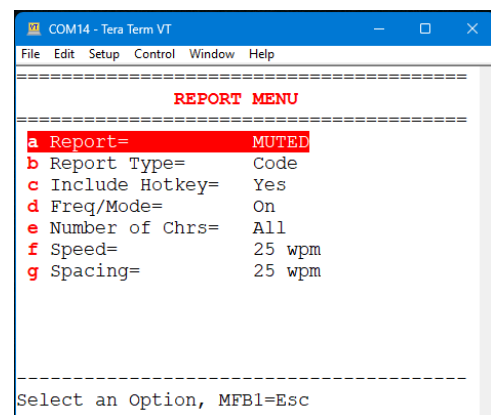 COM14 - Tera Term VT
File Edit Setup Control Window Help
========================================
REPORT MENU
========================================
a Report= MUTED
b Report Type= Code
c Include Hotkey= Yes
d Freq/Mode= On
e Number of Chrs= All
f Speed= 25 wpm
g Spacing= 25 wpm
----------------------------------------
Select an Option, MFB1=Esc